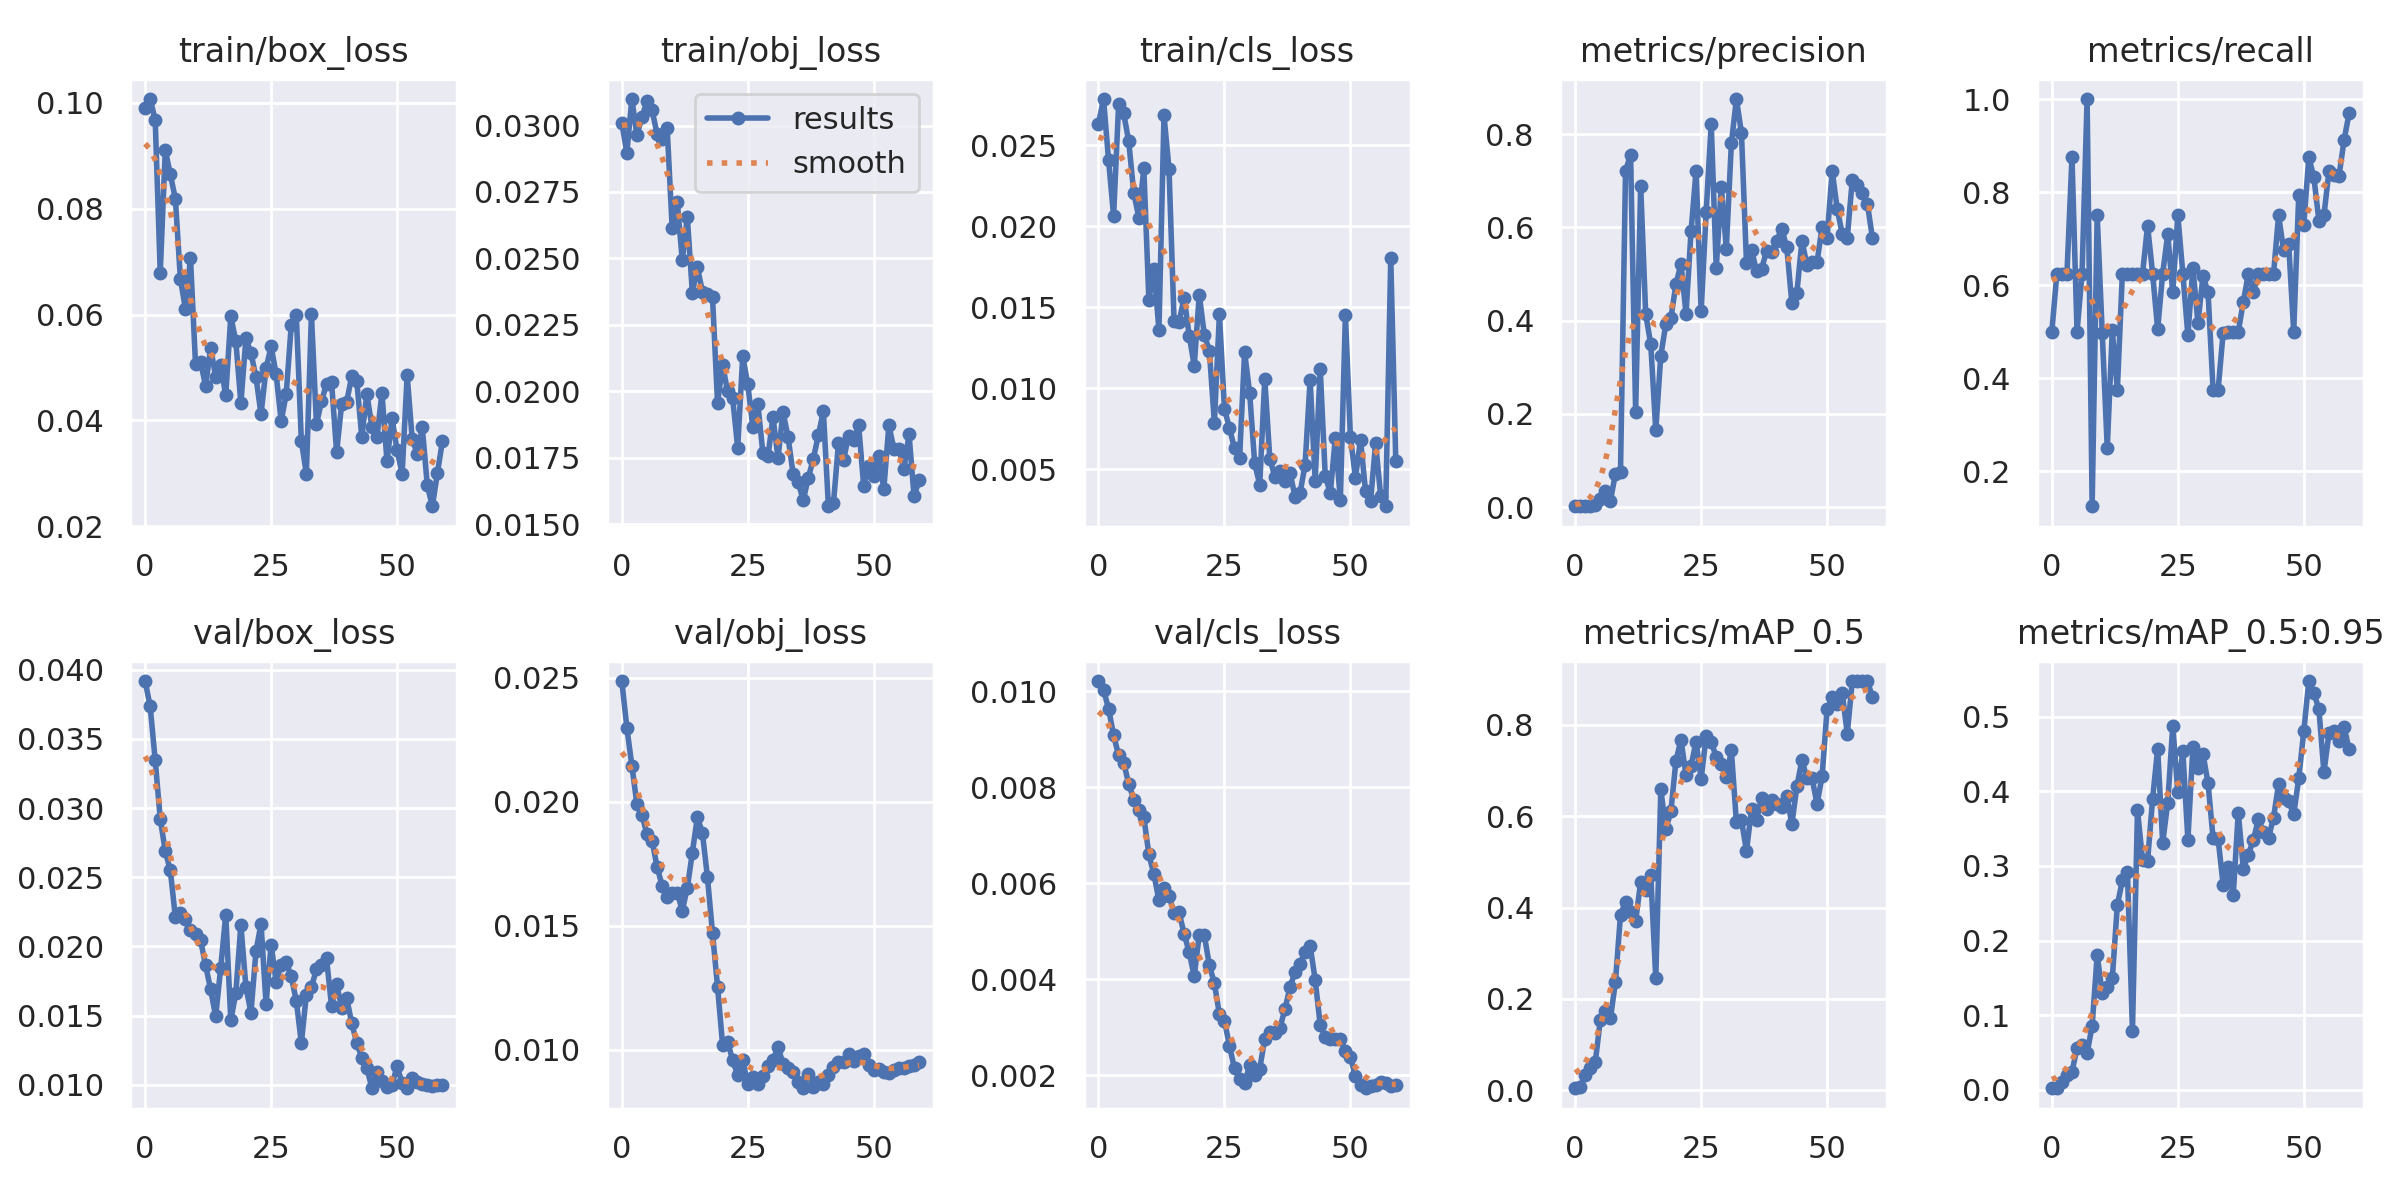 train/box_loss
0.10
0.08
0.06
0.04
0.02
0 25 50
train/obj_loss
results
smooth
0.0300
0.0275
0.0250
0.0225
0.0200
0.0175
0.0150
0 25 50
train/cls_loss
0.025
0.020
0.015
0.010
0.005
0 25 50
metrics/precision
0.8
0.6
0.4
0.2
0.0
0 25 50
metrics/recall
1.0
0.8
0.6
0.4
0.2
0 25 50
val/box_loss
0.040
0.035
0.030
0.025
0.020
0.015
0.010
0 25 50
val/obj_loss
0.025
0.020
0.015
0.010
0 25 50
val/cls_loss
0.010
0.008
0.006
0.004
0.002
0 25 50
metrics/mAP_0.5
0.8
0.6
0.4
0.2
0.0
0 25 50
metrics/mAP_0.5:0.95
0.5
0.4
0.3
0.2
0.1
0.0
0 25 50